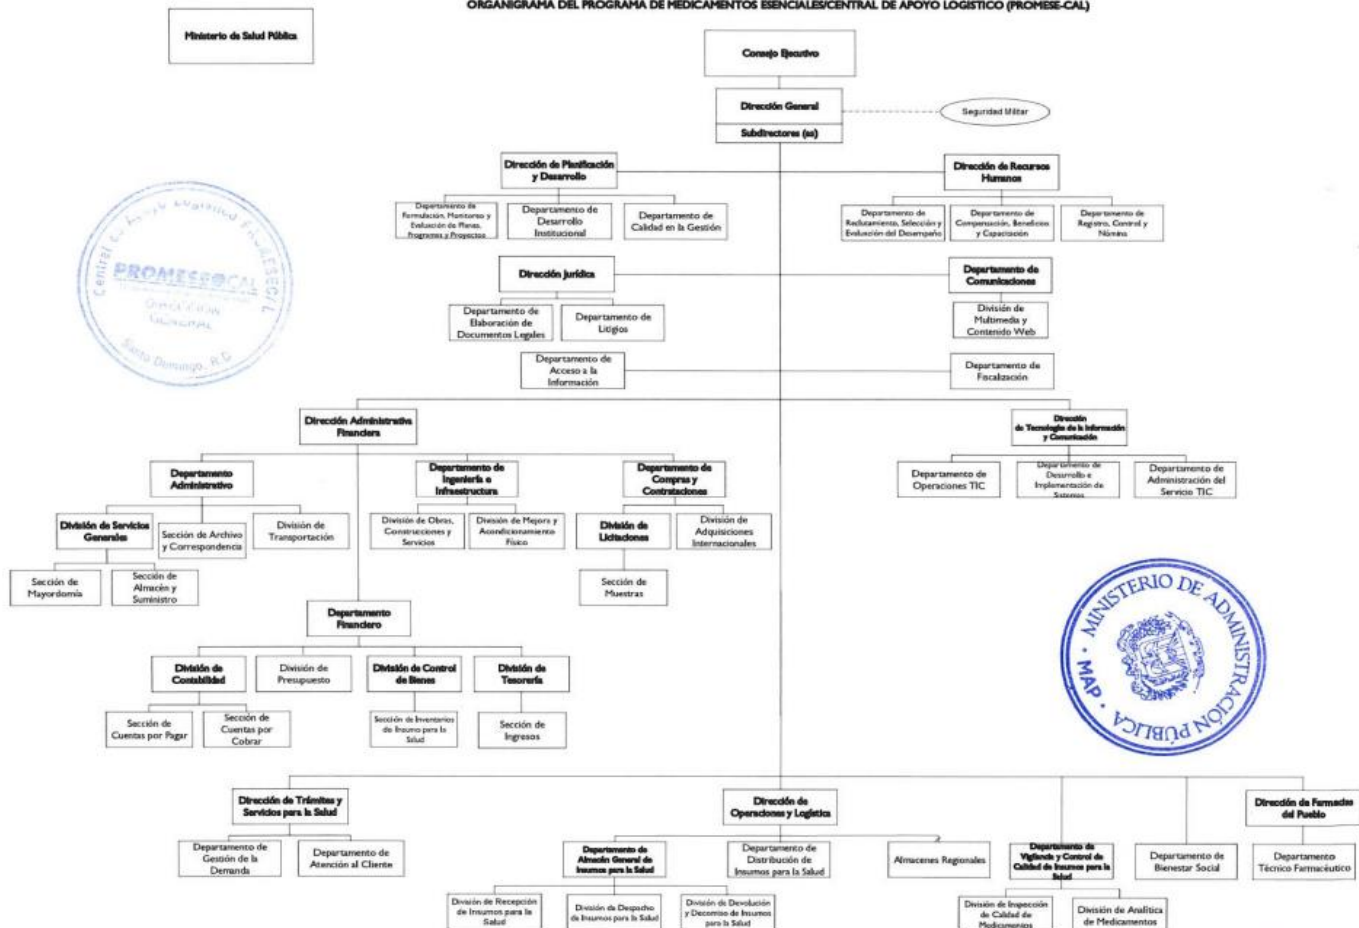 ORGANIGRAMA DEL PROGRAMA DE MEDICAMENTOS ESENCIALES/CENTRAL DE APOYO LOGISTICO (PROMESE-CAL)
Ministerio de Salud Pública
Consejo Ejecutivo
Dirección General
Seguridad Militar
Subdirectores (as)
Dirección de Planificación
y Desarrollo
Dirección de Recursos
Humanos
Departamento de
Formulación, Monitoreo y
Evaluación de Planes,
Programas y Proyectos
Departamento de
Desarrollo
Institucional
Departamento de
Calidad en la Gestión
Departamento de
Reclutamiento, Selección y
Evaluación del Desempeño
Departamento de
Compensación, Beneficios
y Capacitación
Departamento de
Registro, Control y
Nómina
Central de Apoyo Logístico
PROMESE CAL
DIRECCION
GENERAL
Santo Domingo, R.D.
Dirección Jurídica
Departamento de
Comunicaciones
Departamento de
Elaboración de
Documentos Legales
Departamento de
Litigios
División de
Multimedia y
Contenido Web
Departamento de
Acceso a la
Información
Departamento de
Fiscalización
Dirección Administrativa
Financiera
Dirección
de Tecnologías de la Información
y Comunicación
Departamento
Administrativo
Departamento de
Ingeniería e
Infraestructura
Departamento de
Compras y
Contrataciones
Departamento de
Operaciones TIC
Departamento de
Desarrollo e
Implementación de
Sistemas
Departamento de
Administración del
Servicio TIC
División de Servicios
Generales
Sección de Archivo
y Correspondencia
División de
Transportación
División de Obras,
Construcciones y
Servicios
División de Mejora y
Acondicionamiento
Físico
División de
Licitaciones
División de
Adquisiciones
Internacionales
Sección de
Mayordomía
Sección de
Almacén y
Suministro
Sección de
Muestras
Departamento
Financiero
MINISTERIO DE ADMINISTRACIÓN PÚBLICA
MAP
División de
Contabilidad
División de
Presupuesto
División de Control
de Bienes
División de
Tesorería
Sección de
Cuentas por Pagar
Sección de
Cuentas por
Cobrar
Sección de Inventarios
de Insumo para la
Salud
Sección de
Ingresos
Dirección de Trámites y
Servicios para la Salud
Dirección de
Operaciones y Logística
Dirección de Farmacias
del Pueblo
Departamento de
Gestión de la
Demanda
Departamento de
Atención al Cliente
Departamento de
Almacén General de
Insumos para la Salud
Departamento de
Distribución de
Insumos para la Salud
Almacenes Regionales
Departamento de
Vigilancia y Control de
Calidad de Insumos para la
Salud
Departamento de
Bienestar Social
Departamento
Técnico Farmacéutico
División de Recepción
de Insumos para la
Salud
División de Despacho
de Insumos para la Salud
División de Devolución
y Decomiso de Insumos
para la Salud
División de Inspección
de Calidad de
Medicamentos
División de Analítica
de Medicamentos